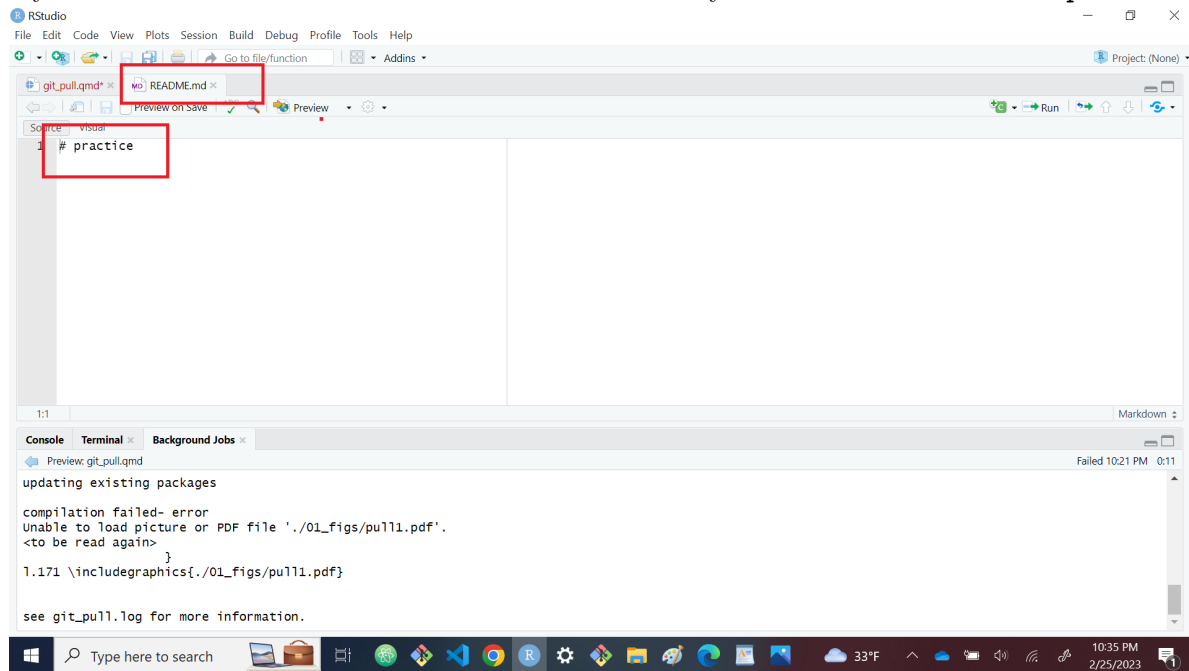 RStudio
File Edit Code View Plots Session Build Debug Profile Tools Help
Go to file/function Addins Project: (None)
git_pull.qmd* README.md
Preview on Save Preview Run
Source Visual
1 # practice
1:1 Markdown
Console Terminal Background Jobs
Preview: git_pull.qmd Failed 10:21 PM 0:11
updating existing packages
compilation failed- error
Unable to load picture or PDF file './01_figs/pull1.pdf'.
<to be read again>
}
l.171 \includegraphics{./01_figs/pull1.pdf}
see git_pull.log for more information.
Type here to search 33°F 10:35 PM
2/25/2023